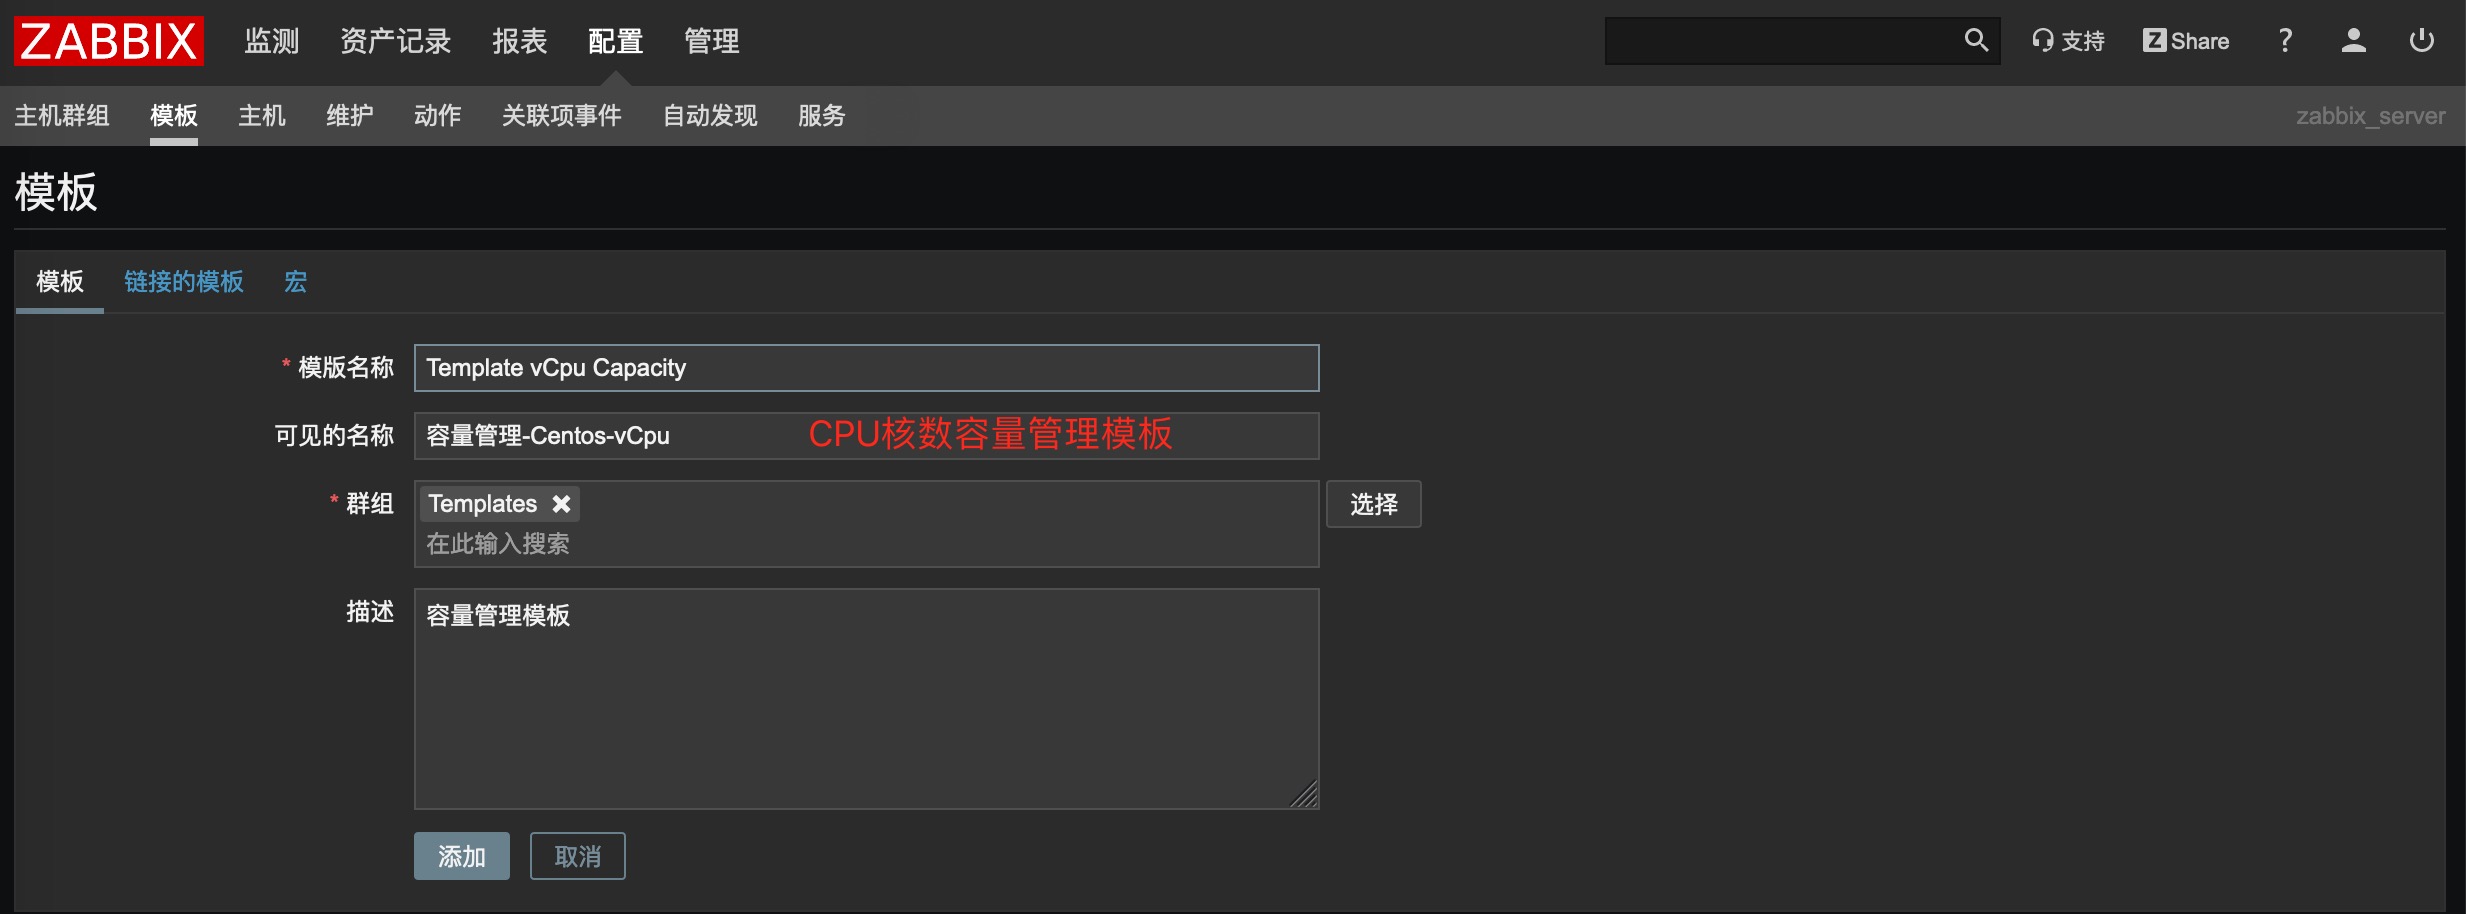 ZABBIX 监测 资产记录 报表 配置 管理 支持 Z Share ?
主机群组 模板 主机 维护 动作 关联项事件 自动发现 服务 zabbix_server
模板
模板 链接的模板 宏
* 模版名称 Template vCpu Capacity
可见的名称 容量管理-Centos-vCpu CPU核数容量管理模板
* 群组 Templates 选择
在此输入搜索
描述 容量管理模板
添加 取消